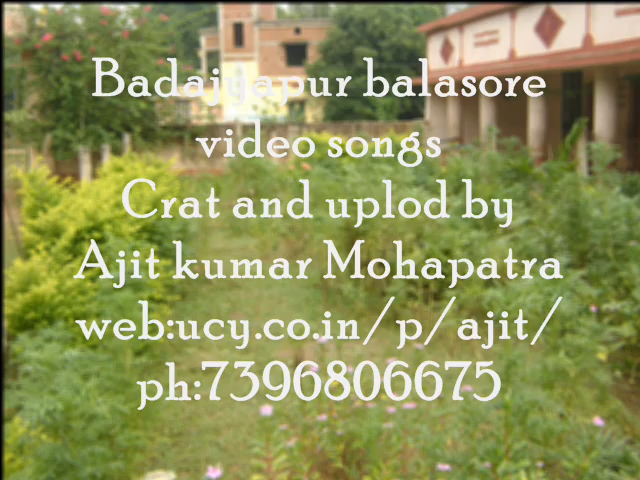 Badajyapur balasore
video songs
Crat and uplod by
Ajit kumar Mohapatra
web:ucy.co.in/p/ajit/
ph:7396806675